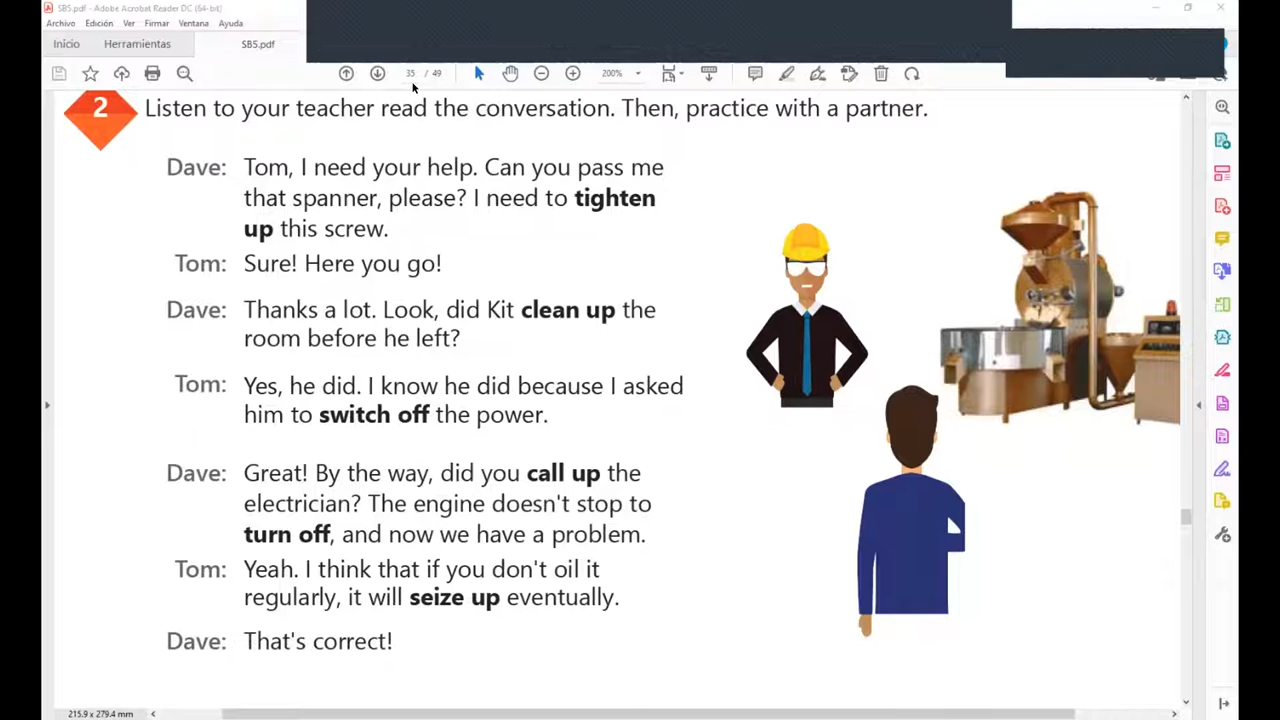 SB5.pdf - Adobe Acrobat Reader DC (64-bit)
Archivo Edición Ver Firmar Ventana Ayuda
Inicio Herramientas SB5.pdf
35 / 49 200%
2 Listen to your teacher read the conversation. Then, practice with a partner.
Dave: Tom, I need your help. Can you pass me
that spanner, please? I need to tighten
up this screw.
Tom: Sure! Here you go!
Dave: Thanks a lot. Look, did Kit clean up the
room before he left?
Tom: Yes, he did. I know he did because I asked
him to switch off the power.
Dave: Great! By the way, did you call up the
electrician? The engine doesn't stop to
turn off, and now we have a problem.
Tom: Yeah. I think that if you don't oil it
regularly, it will seize up eventually.
Dave: That's correct!
215.9 x 279.4 mm